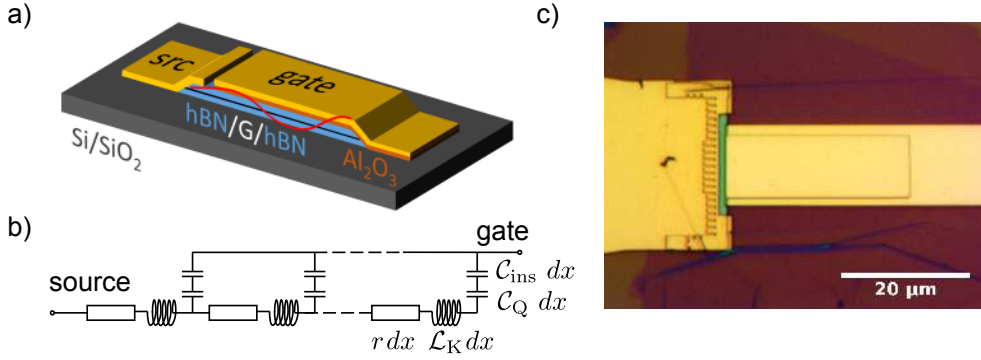 a)
src
gate
hBN/G/hBN
Si/SiO₂
Al₂O₃
b)
gate
source
𝒞ins dx
𝒞Q dx
r dx ℒK dx
c)
20 µm